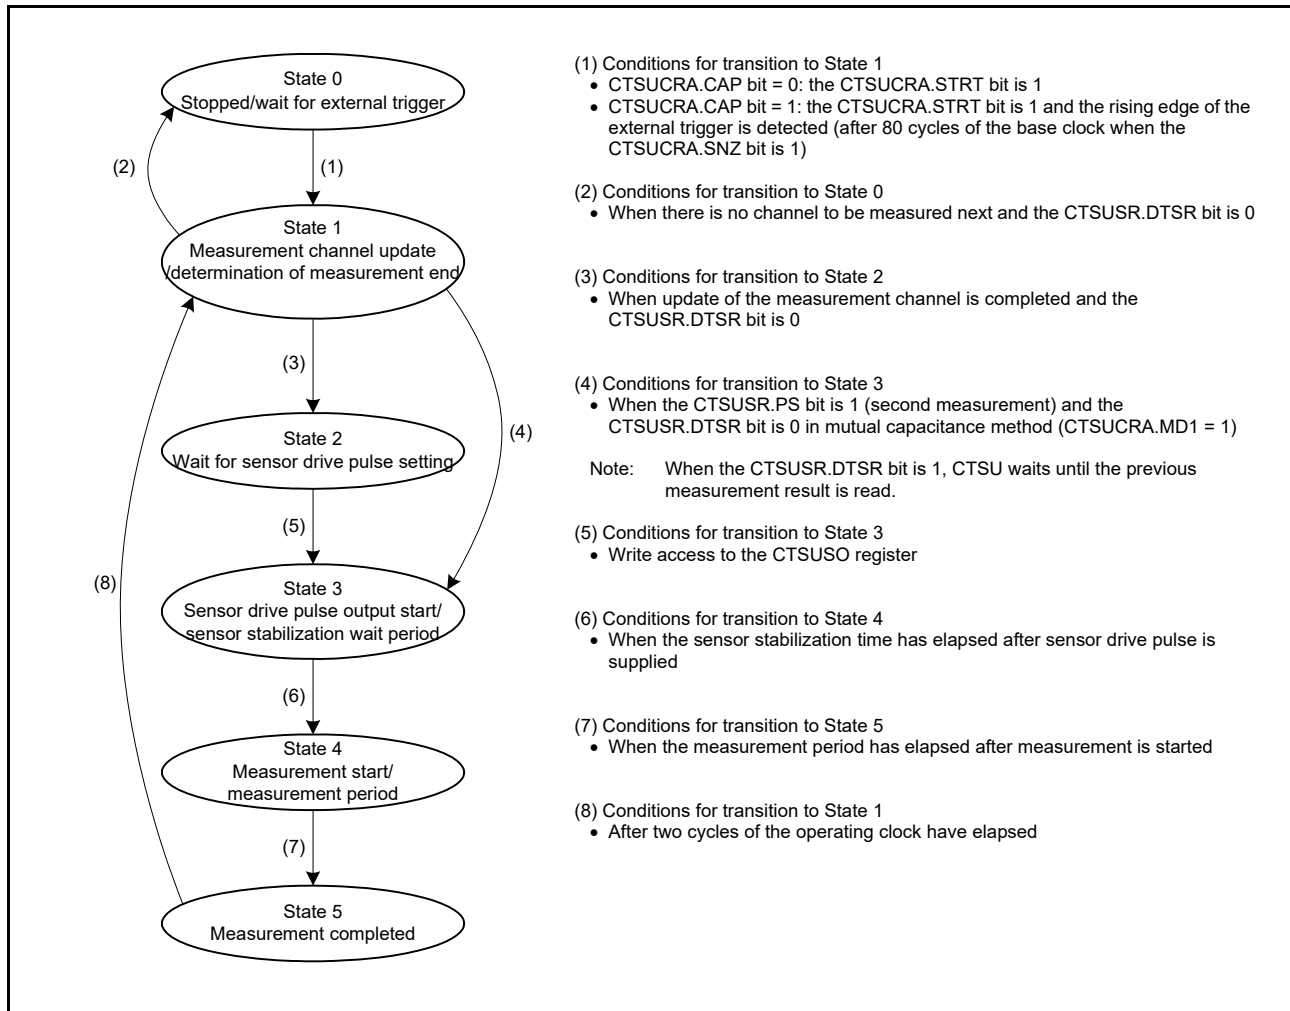 State 0
Stopped/wait for external trigger
(1)
(2)
State 1
Measurement channel update
/determination of measurement end
(3)
(4)
State 2
Wait for sensor drive pulse setting
(5)
(8)
State 3
Sensor drive pulse output start/
sensor stabilization wait period
(6)
State 4
Measurement start/
measurement period
(7)
State 5
Measurement completed
(1) Conditions for transition to State 1
• CTSUCRA.CAP bit = 0: the CTSUCRA.STRT bit is 1
• CTSUCRA.CAP bit = 1: the CTSUCRA.STRT bit is 1 and the rising edge of the
external trigger is detected (after 80 cycles of the base clock when the
CTSUCRA.SNZ bit is 1)
(2) Conditions for transition to State 0
• When there is no channel to be measured next and the CTSUSR.DTSR bit is 0
(3) Conditions for transition to State 2
• When update of the measurement channel is completed and the
CTSUSR.DTSR bit is 0
(4) Conditions for transition to State 3
• When the CTSUSR.PS bit is 1 (second measurement) and the
CTSUSR.DTSR bit is 0 in mutual capacitance method (CTSUCRA.MD1 = 1)
Note: When the CTSUSR.DTSR bit is 1, CTSU waits until the previous
measurement result is read.
(5) Conditions for transition to State 3
• Write access to the CTSUSO register
(6) Conditions for transition to State 4
• When the sensor stabilization time has elapsed after sensor drive pulse is
supplied
(7) Conditions for transition to State 5
• When the measurement period has elapsed after measurement is started
(8) Conditions for transition to State 1
• After two cycles of the operating clock have elapsed